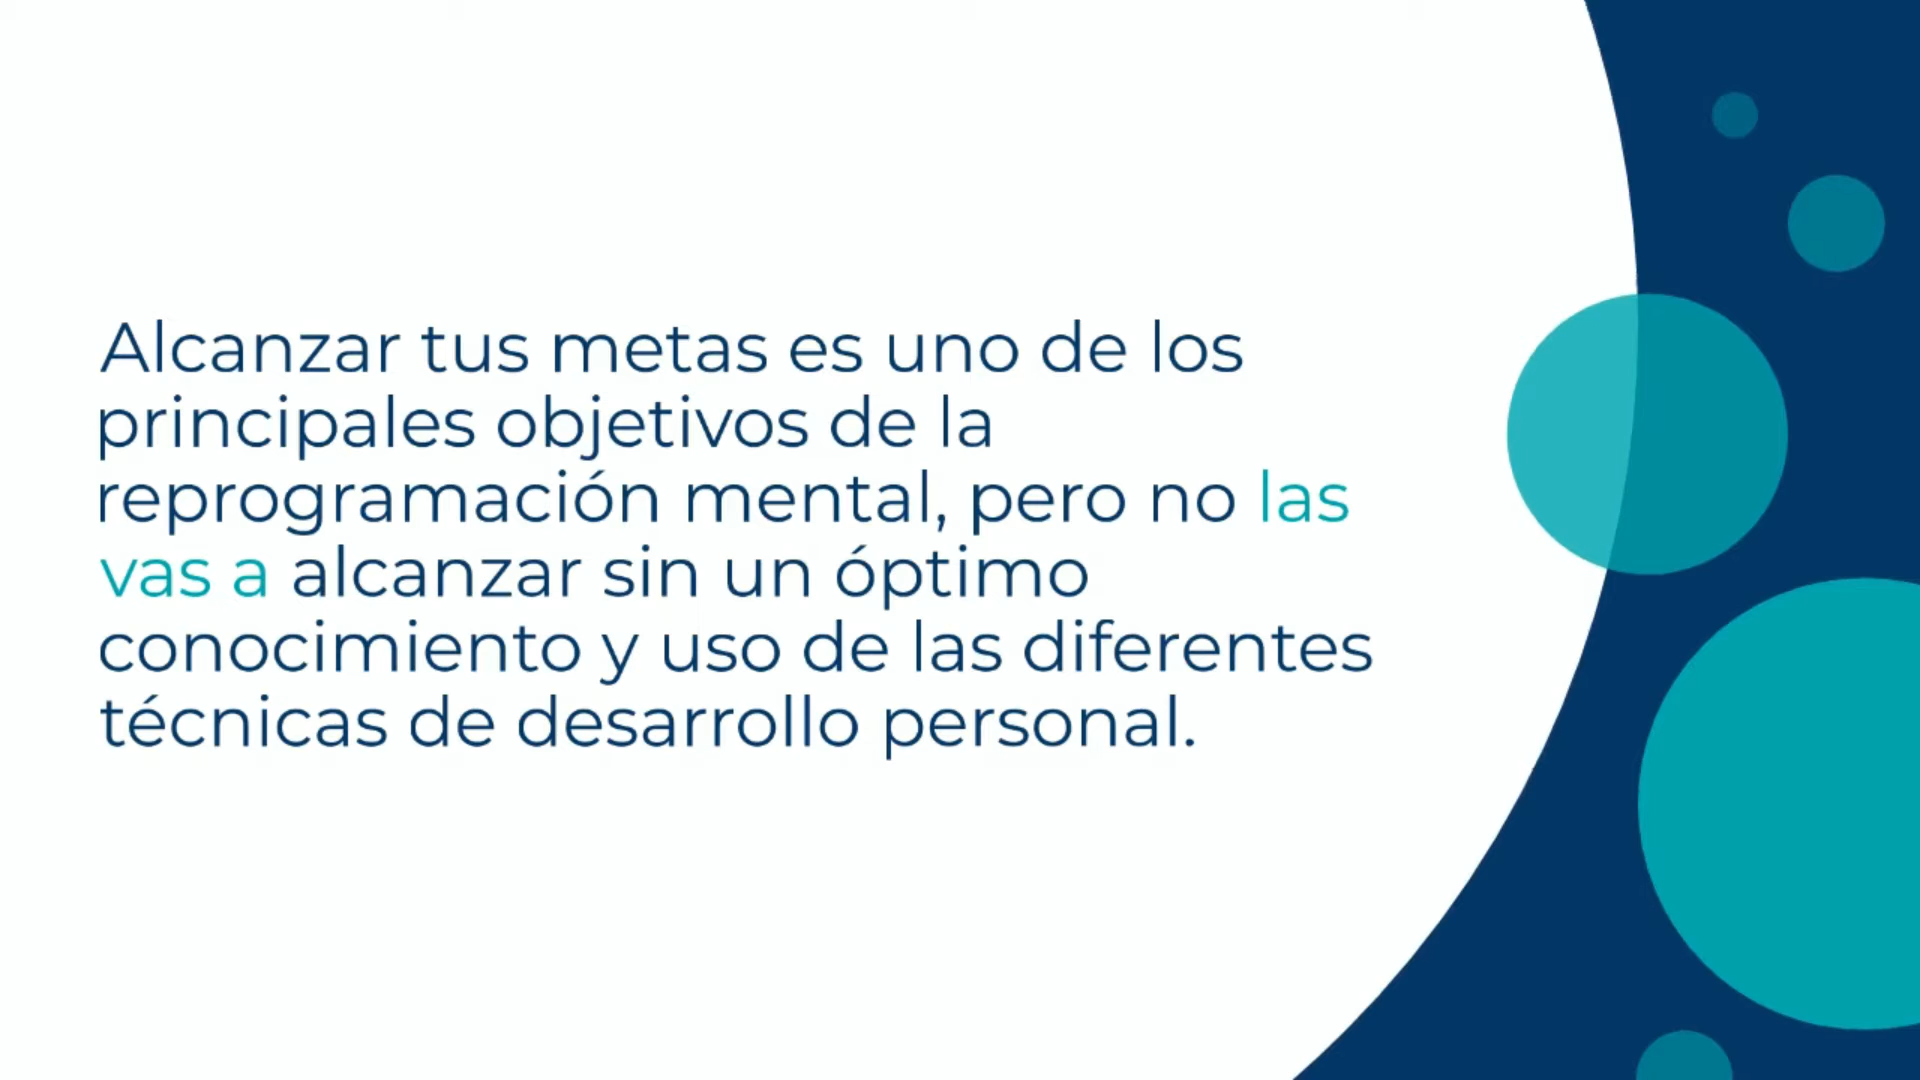 Alcanzar tus metas es uno de los
principales objetivos de la
reprogramación mental, pero no las
vas a alcanzar sin un óptimo
conocimiento y uso de las diferentes
técnicas de desarrollo personal.